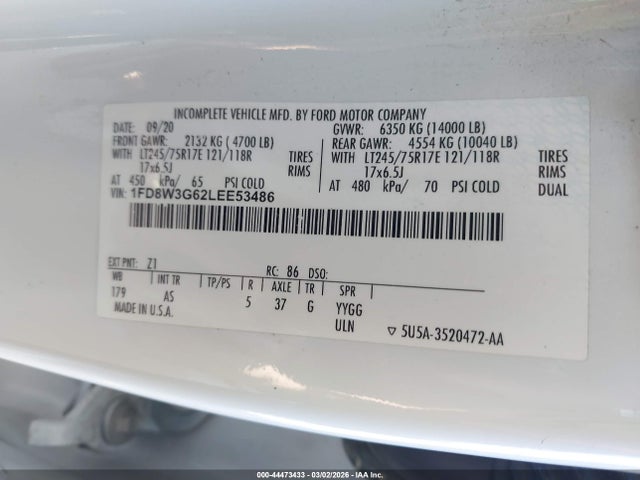 INCOMPLETE VEHICLE MFD. BY FORD MOTOR COMPANY
DATE: 09/20 GVWR: 6350 KG (14000 LB)
FRONT GAWR: 2132 KG (4700 LB) REAR GAWR: 4554 KG (10040 LB)
WITH LT245/75R17E 121/118R TIRES WITH LT245/75R17E 121/118R TIRES
17x6.5J RIMS 17x6.5J RIMS
AT 450 kPa/ 65 PSI COLD AT 480 kPa/ 70 PSI COLD DUAL
VIN: 1FD8W3G62LEE53486
EXT PNT: Z1 RC: 86 DSO:
WB INT TR TP/PS R AXLE TR SPR
179 AS 5 37 G YYGG
MADE IN U.S.A. ULN ▽ 5U5A-3520472-AA
000-44473433 - 03/02/2026 - IAA Inc.